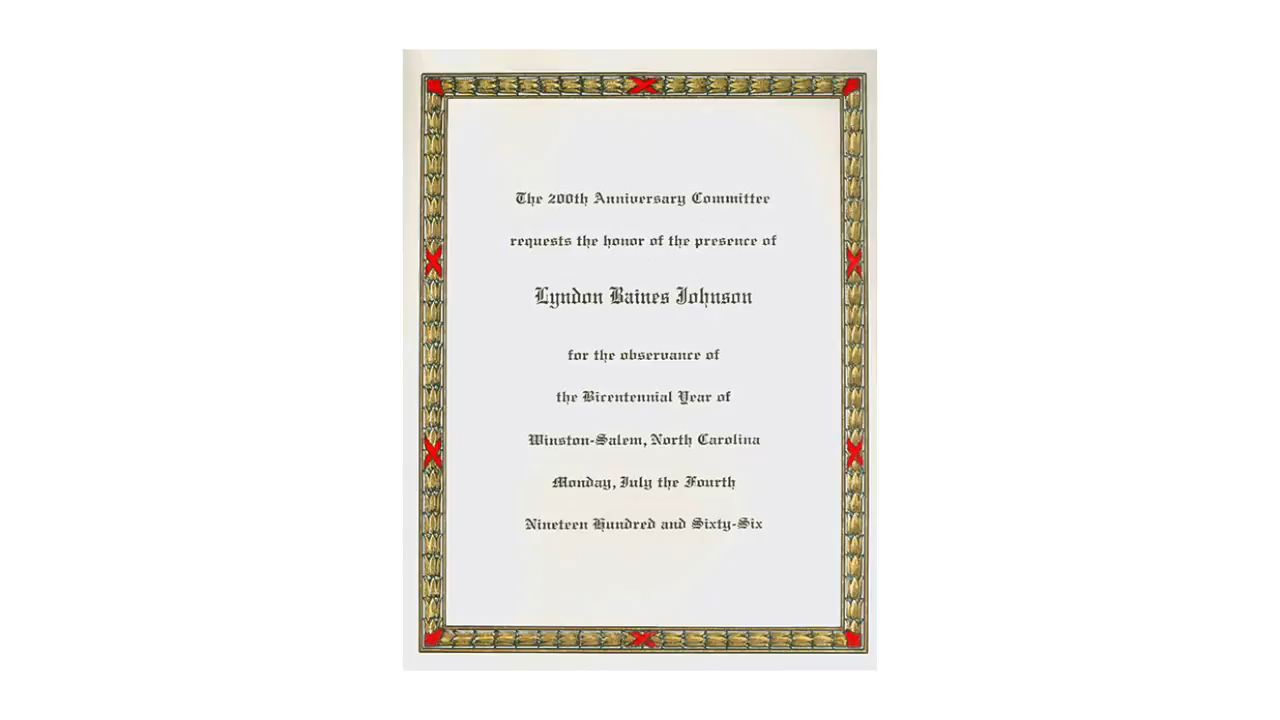 The 200th Anniversary Committee
requests the honor of the presence of
Lyndon Baines Johnson
for the observance of
the Bicentennial Year of
Winston-Salem, North Carolina
Monday, July the Fourth
Nineteen Hundred and Sixty-Six